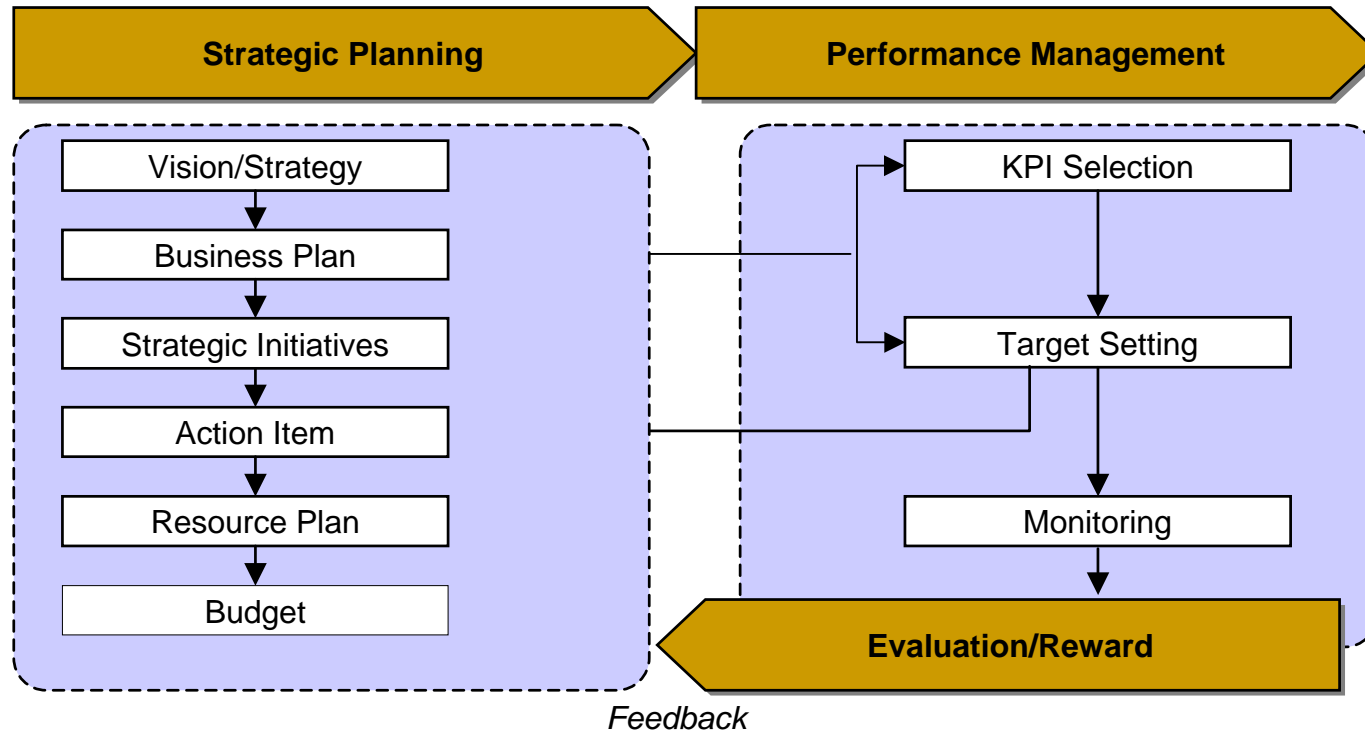 Strategic Planning
Performance Management
Vision/Strategy
Business Plan
Strategic Initiatives
Action Item
Resource Plan
Budget
KPI Selection
Target Setting
Monitoring
Evaluation/Reward
Feedback